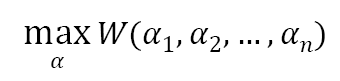 max W(α₁, α₂, … , αₙ)
α